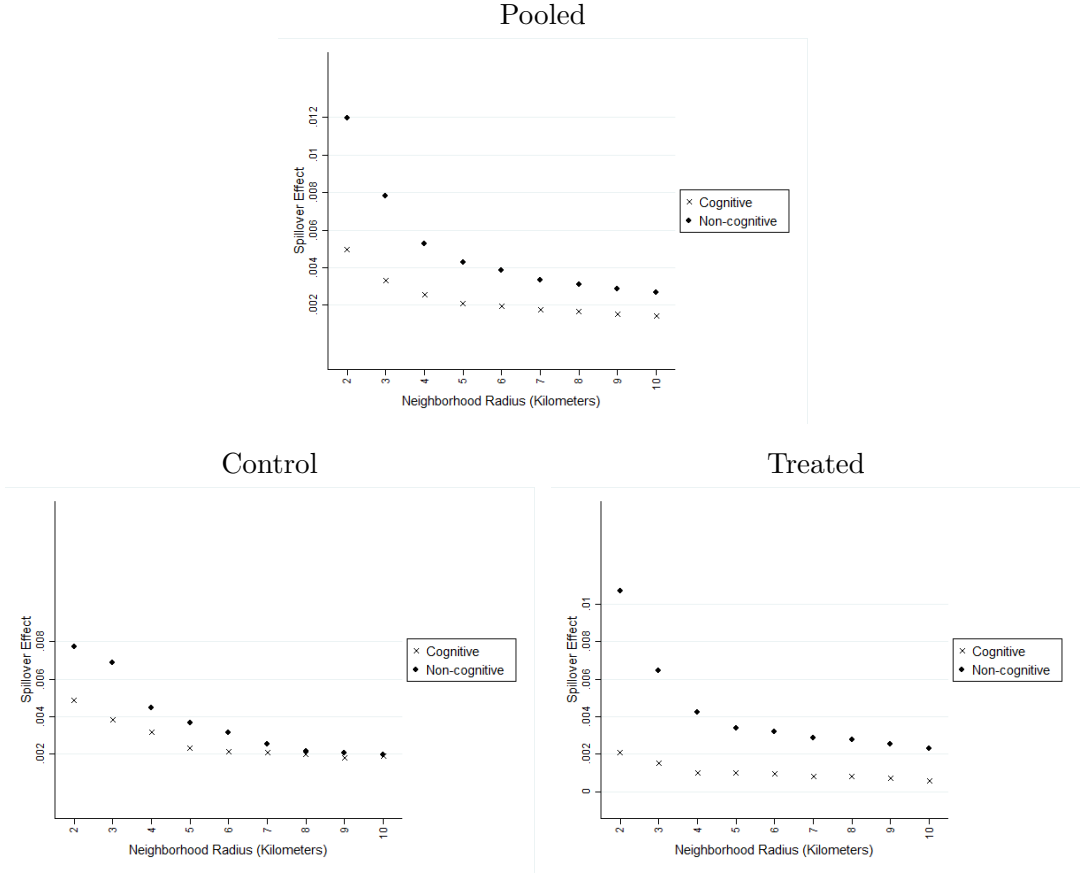 Pooled
Spillover Effect
.012
.01
.008
.006
.004
.002
2 3 4 5 6 7 8 9 10
Neighborhood Radius (Kilometers)
Cognitive
Non-cognitive
Control
Spillover Effect
.008
.006
.004
.002
2 3 4 5 6 7 8 9 10
Neighborhood Radius (Kilometers)
Cognitive
Non-cognitive
Treated
Spillover Effect
.01
.008
.006
.004
.002
0
2 3 4 5 6 7 8 9 10
Neighborhood Radius (Kilometers)
Cognitive
Non-cognitive